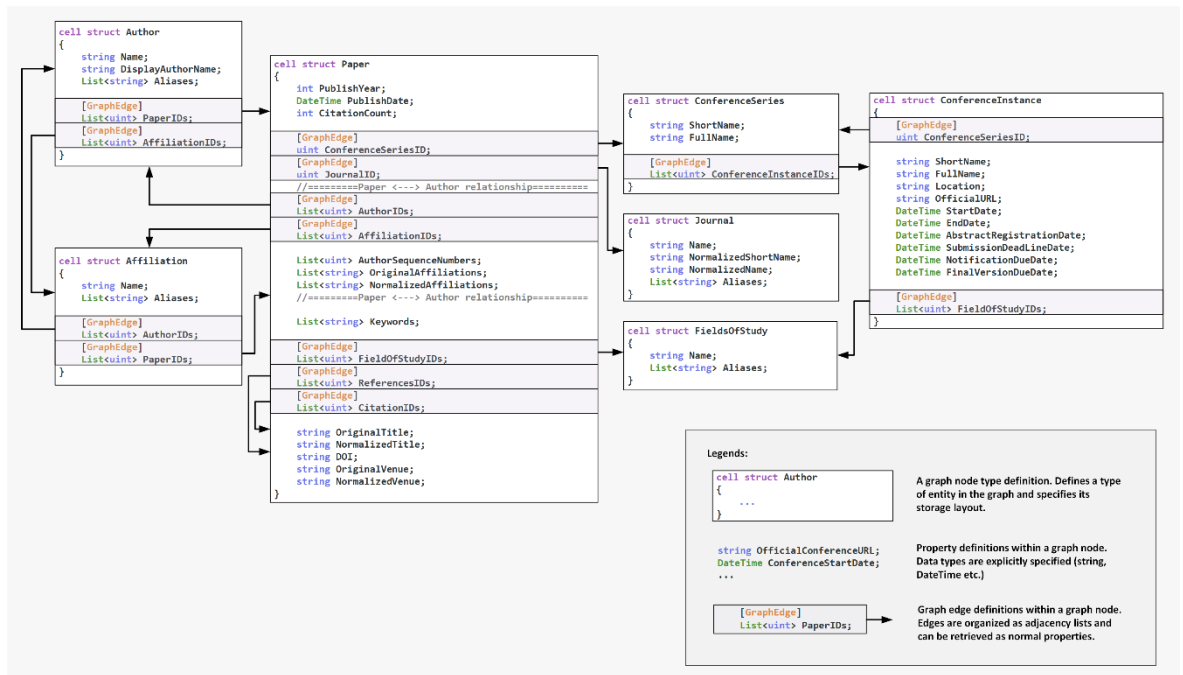 cell struct Author
{
string Name;
string DisplayAuthorName;
List<string> Aliases;
[GraphEdge]
List<uint> PaperIDs;
[GraphEdge]
List<uint> AffiliationIDs;
}
cell struct Affiliation
{
string Name;
List<string> Aliases;
[GraphEdge]
List<uint> AuthorIDs;
[GraphEdge]
List<uint> PaperIDs;
}
cell struct Paper
{
int PublishYear;
DateTime PublishDate;
int CitationCount;
[GraphEdge]
uint ConferenceSeriesID;
[GraphEdge]
uint JournalID;
//=========Paper <---> Author relationship=========
[GraphEdge]
List<uint> AuthorIDs;
[GraphEdge]
List<uint> AffiliationIDs;
List<uint> AuthorSequenceNumbers;
List<string> OriginalAffiliations;
List<string> NormalizedAffiliations;
//=========Paper <---> Author relationship=========
List<string> Keywords;
[GraphEdge]
List<uint> FieldOfStudyIDs;
[GraphEdge]
List<uint> ReferencesIDs;
[GraphEdge]
List<uint> CitationIDs;
string OriginalTitle;
string NormalizedTitle;
string DOI;
string OriginalVenue;
string NormalizedVenue;
}
cell struct ConferenceSeries
{
string ShortName;
string FullName;
[GraphEdge]
List<uint> ConferenceInstanceIDs;
}
cell struct Journal
{
string Name;
string NormalizedShortName;
string NormalizedName;
List<string> Aliases;
}
cell struct FieldsOfStudy
{
string Name;
List<string> Aliases;
}
cell struct ConferenceInstance
{
[GraphEdge]
uint ConferenceSeriesID;
string ShortName;
string FullName;
string Location;
string OfficialURL;
DateTime StartDate;
DateTime EndDate;
DateTime AbstractRegistrationDate;
DateTime SubmissionDeadLineDate;
DateTime NotificationDueDate;
DateTime FinalVersionDueDate;
[GraphEdge]
List<uint> FieldOfStudyIDs;
}
Legends:
cell struct Author
{
...
}
A graph node type definition. Defines a type
of entity in the graph and specifies its
storage layout.
string OfficialConferenceURL;
DateTime ConferenceStartDate;
...
Property definitions within a graph node.
Data types are explicitly specified (string,
DateTime etc.)
[GraphEdge]
List<uint> PaperIDs;
Graph edge definitions within a graph node.
Edges are organized as adjacency lists and
can be retrieved as normal properties.